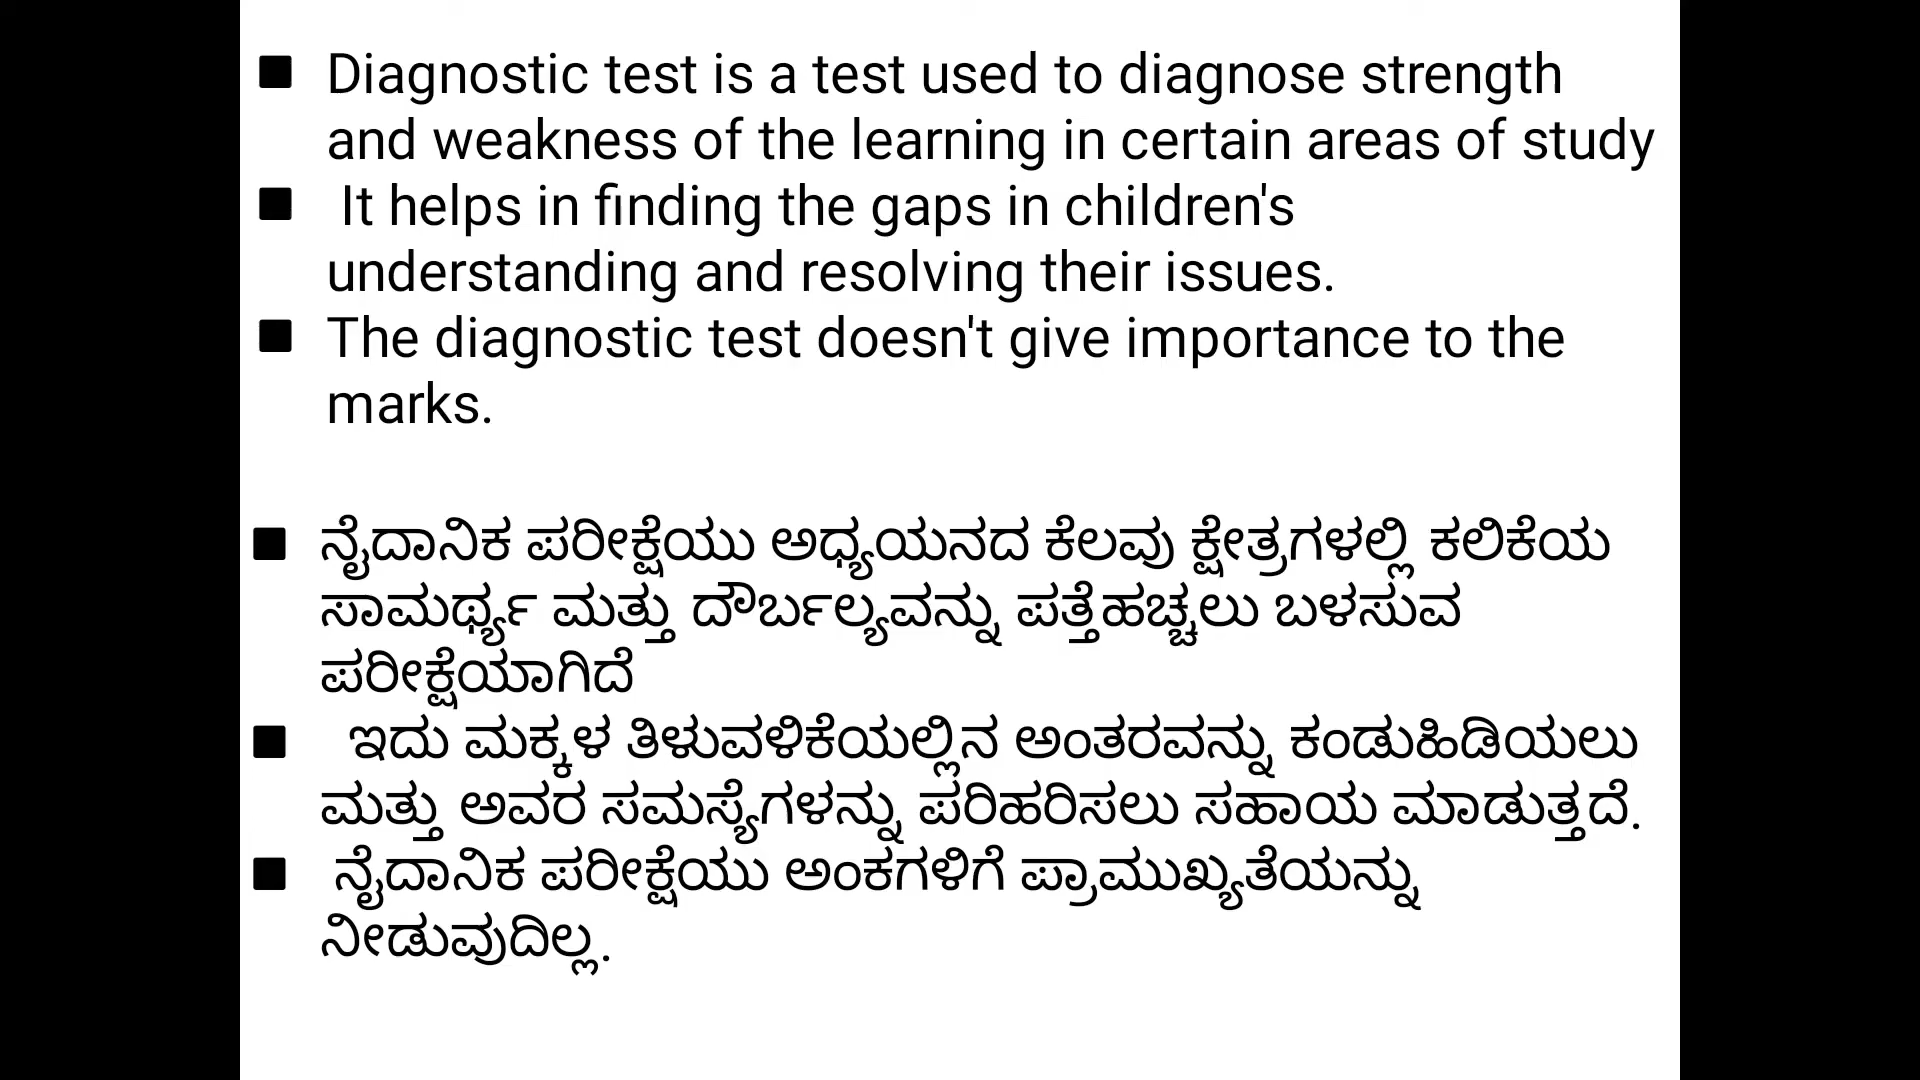 ■ Diagnostic test is a test used to diagnose strength
and weakness of the learning in certain areas of study
■ It helps in finding the gaps in children's
understanding and resolving their issues.
■ The diagnostic test doesn't give importance to the
marks.
■ ನೈದಾನಿಕ ಪರೀಕ್ಷೆಯು ಅಧ್ಯಯನದ ಕೆಲವು ಕ್ಷೇತ್ರಗಳಲ್ಲಿ ಕಲಿಕೆಯ
ಸಾಮರ್ಥ್ಯ ಮತ್ತು ದೌರ್ಬಲ್ಯವನ್ನು ಪತ್ತೆಹಚ್ಚಲು ಬಳಸುವ
ಪರೀಕ್ಷೆಯಾಗಿದೆ
■ ಇದು ಮಕ್ಕಳ ತಿಳುವಳಿಕೆಯಲ್ಲಿನ ಅಂತರವನ್ನು ಕಂಡುಹಿಡಿಯಲು
ಮತ್ತು ಅವರ ಸಮಸ್ಯೆಗಳನ್ನು ಪರಿಹರಿಸಲು ಸಹಾಯ ಮಾಡುತ್ತದೆ.
■ ನೈದಾನಿಕ ಪರೀಕ್ಷೆಯು ಅಂಕಗಳಿಗೆ ಪ್ರಾಮುಖ್ಯತೆಯನ್ನು
ನೀಡುವುದಿಲ್ಲ.